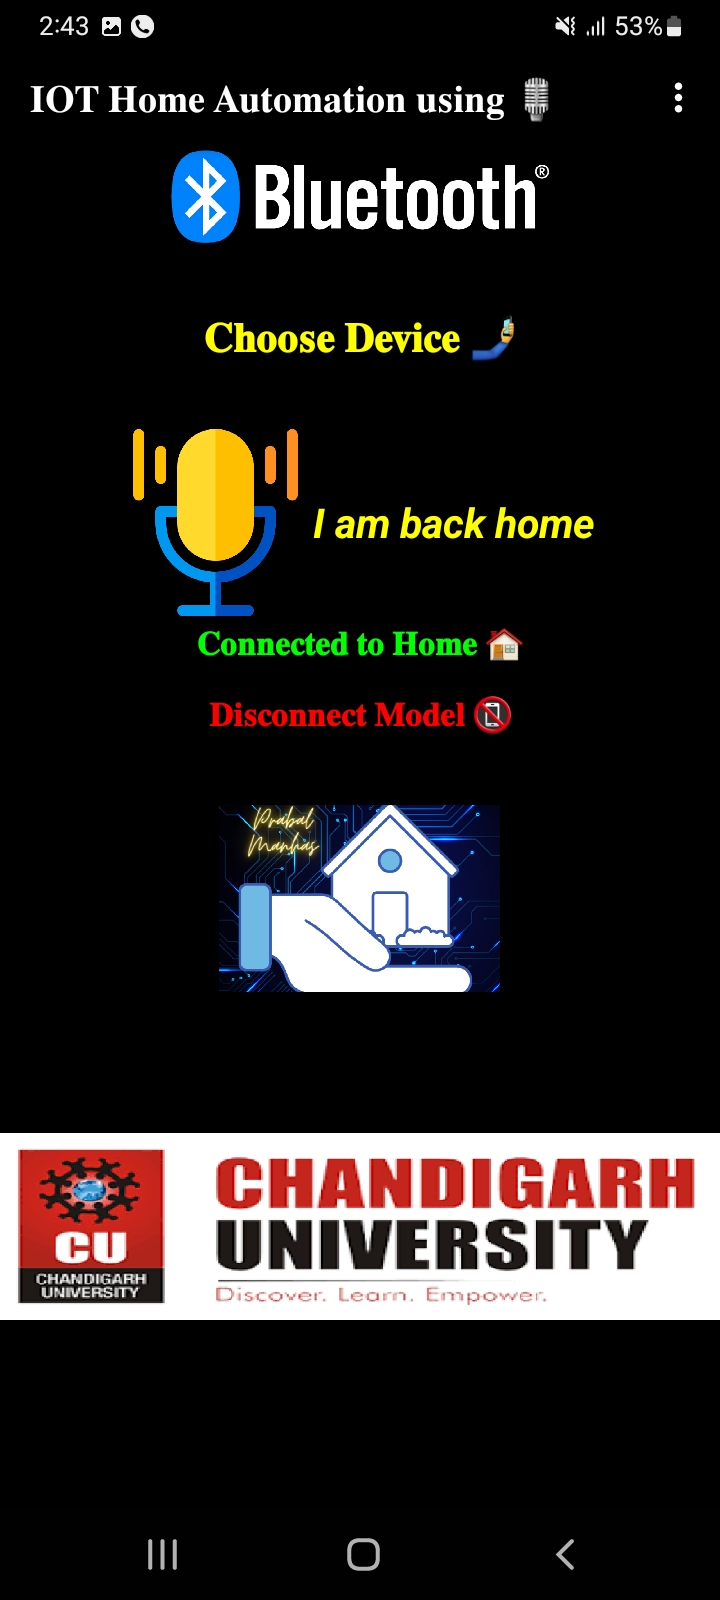 2:43 53%
IOT Home Automation using
Bluetooth®
Choose Device
I am back home
Connected to Home
Disconnect Model
Prabal
Manhas
CU
CHANDIGARH
UNIVERSITY
CHANDIGARH
UNIVERSITY
Discover. Learn. Empower.